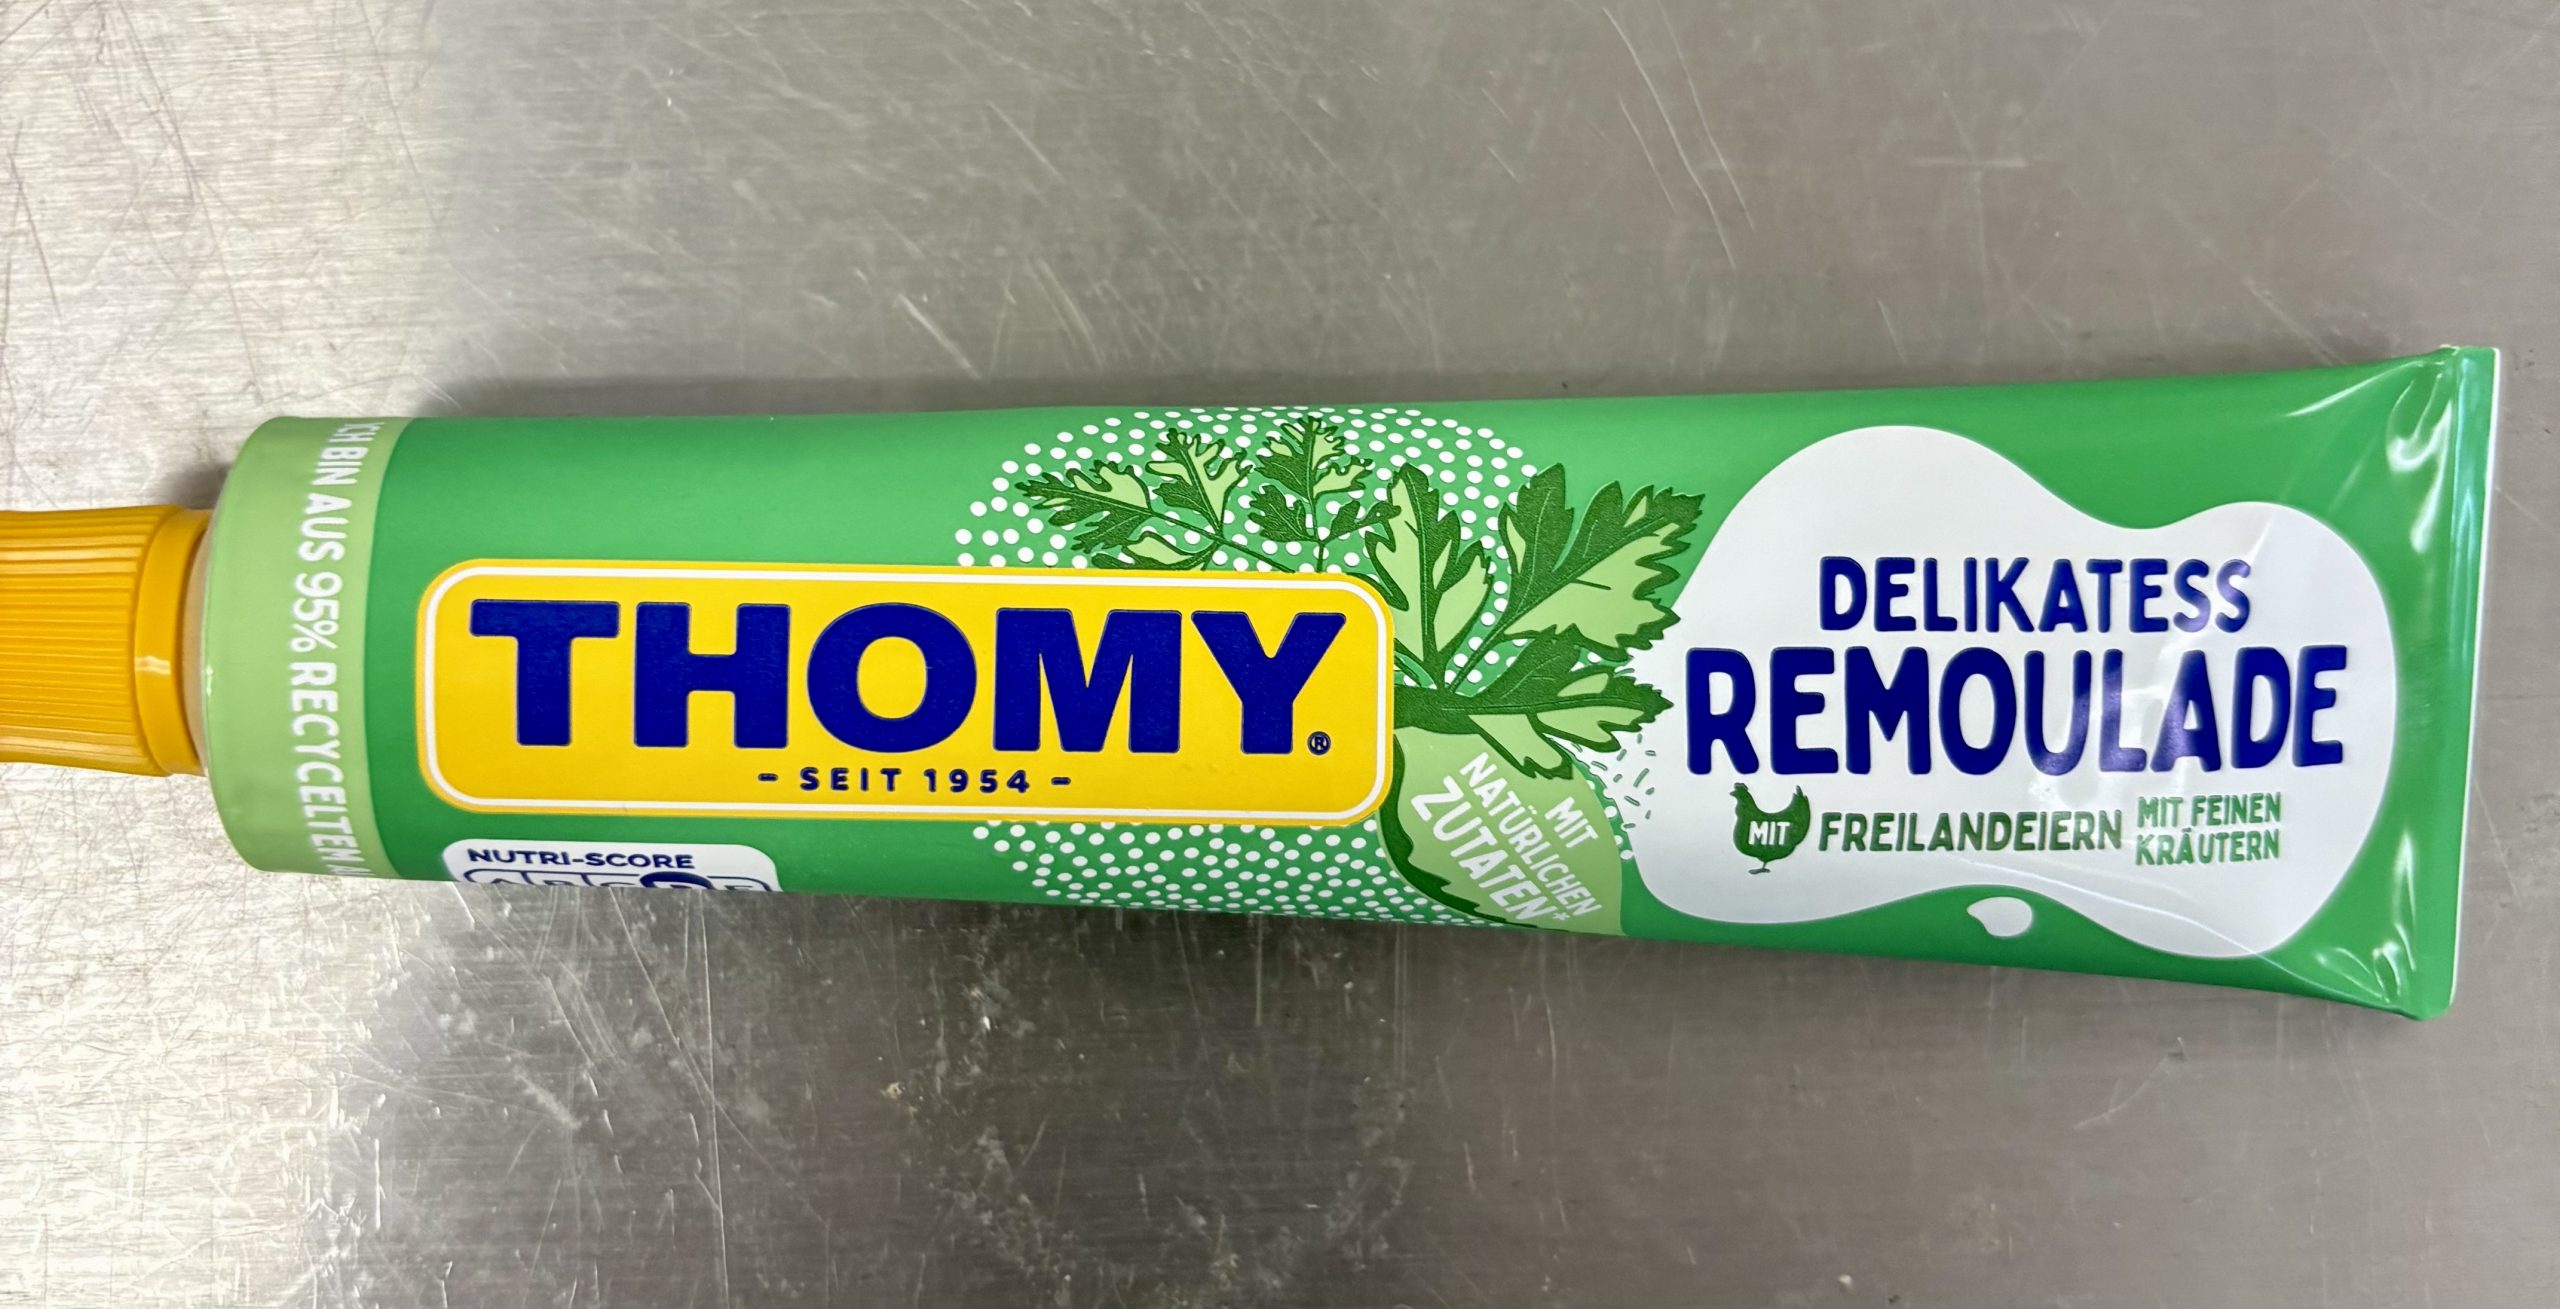 ICH BIN AUS 95% RECYCELTEM
THOMY®
- SEIT 1954 -
NUTRI-SCORE
MIT
NATÜRLICHEN
ZUTATEN*
DELIKATESS
REMOULADE
MIT FREILANDEIERN
MIT FEINEN
KRÄUTERN